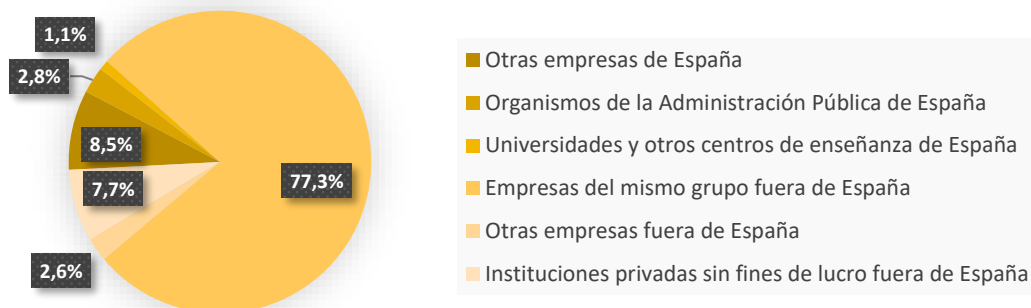 1,1%
2,8%
8,5%
7,7%
2,6%
77,3%
Otras empresas de España
Organismos de la Administración Pública de España
Universidades y otros centros de enseñanza de España
Empresas del mismo grupo fuera de España
Otras empresas fuera de España
Instituciones privadas sin fines de lucro fuera de España